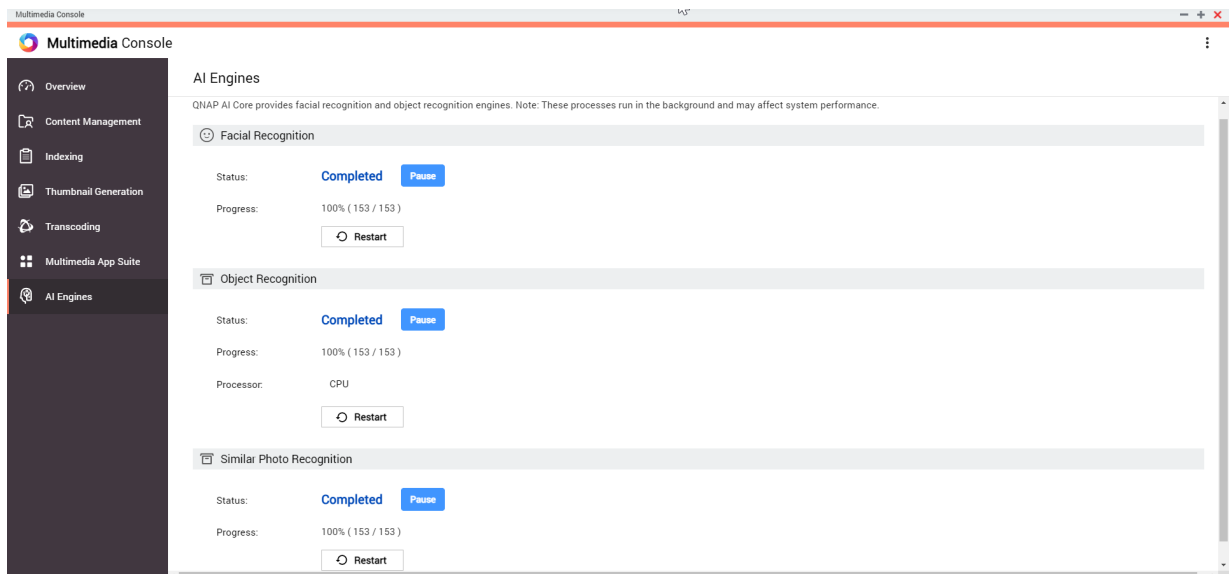 Multimedia Console
Multimedia Console
Overview
Content Management
Indexing
Thumbnail Generation
Transcoding
Multimedia App Suite
AI Engines
AI Engines
QNAP AI Core provides facial recognition and object recognition engines. Note: These processes run in the background and may affect system performance.
Facial Recognition
Status: Completed Pause
Progress: 100% ( 153 / 153 )
Restart
Object Recognition
Status: Completed Pause
Progress: 100% ( 153 / 153 )
Processor: CPU
Restart
Similar Photo Recognition
Status: Completed Pause
Progress: 100% ( 153 / 153 )
Restart